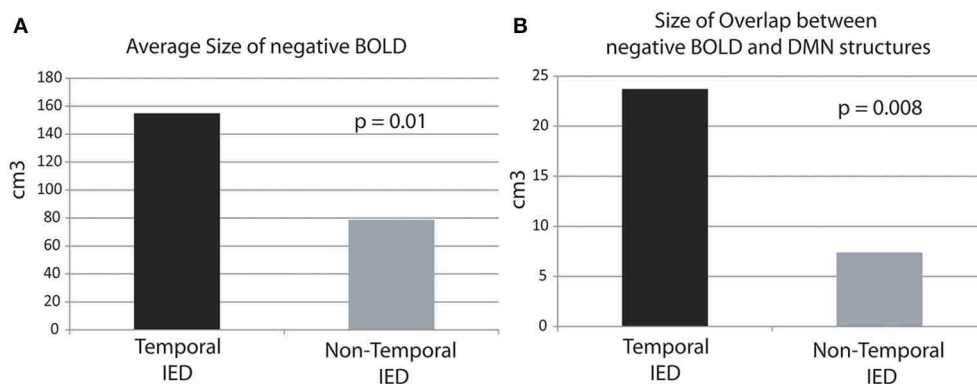 A
Average Size of negative BOLD
180
160
140
120
100
80
60
40
20
0
cm3
p = 0.01
Temporal
IED
Non-Temporal
IED
B
Size of Overlap between
negative BOLD and DMN structures
25
20
15
10
5
0
cm3
p = 0.008
Temporal
IED
Non-Temporal
IED